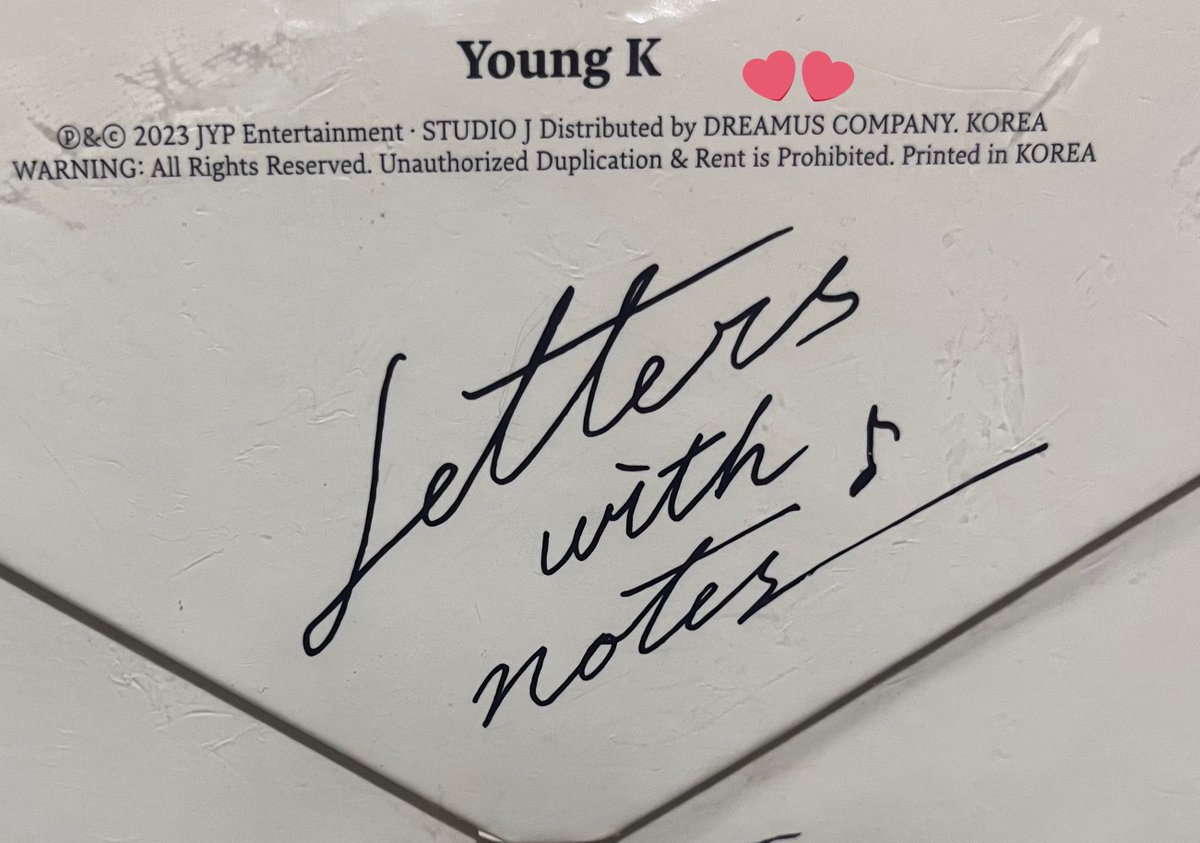 Young K
℗&© 2023 JYP Entertainment · STUDIO J Distributed by DREAMUS COMPANY. KOREA
WARNING: All Rights Reserved. Unauthorized Duplication & Rent is Prohibited. Printed in KOREA
Letters
with
notes